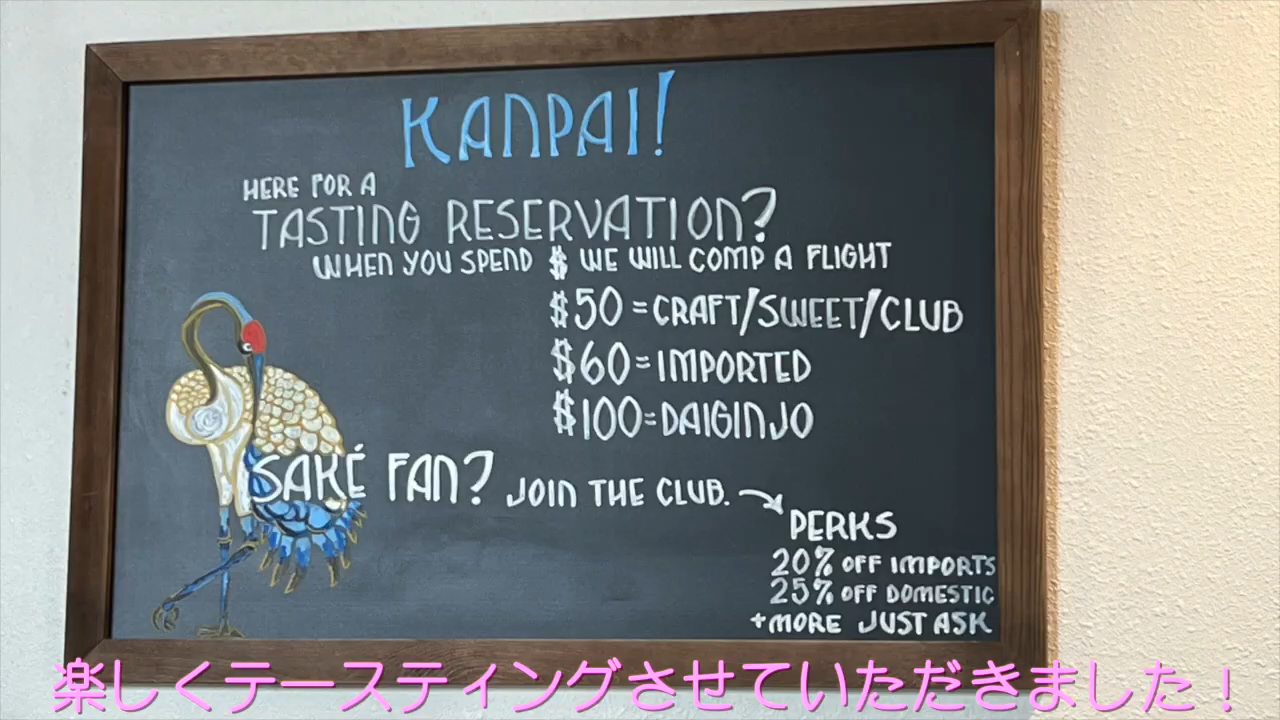 KANPAI!
HERE FOR A
TASTING RESERVATION?
WHEN YOU SPEND $ WE WILL COMP A FLIGHT
$50 = CRAFT/SWEET/CLUB
$60 = IMPORTED
$100 = DAIGINJO
SAKÉ FAN? JOIN THE CLUB.
PERKS
20% OFF IMPORTS
25% OFF DOMESTIC
+MORE JUST ASK
楽しくテースティングさせていただきました！